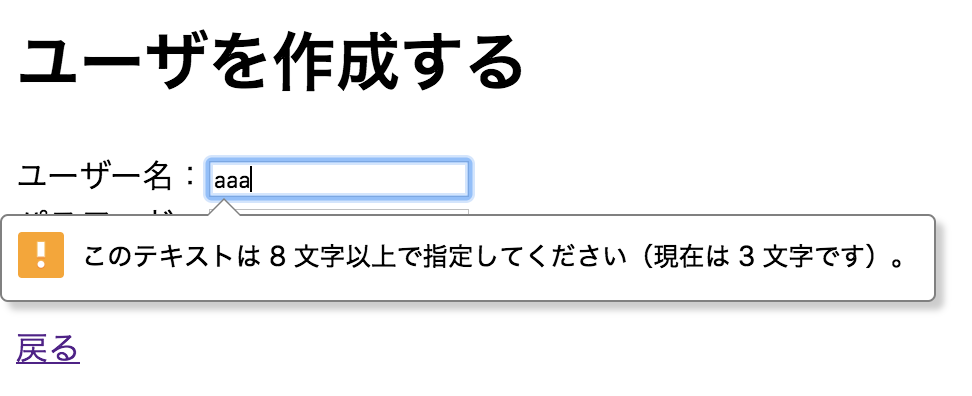 ユーザを作成する
ユーザー名：aaa
このテキストは 8 文字以上で指定してください（現在は 3 文字です）。
戻る